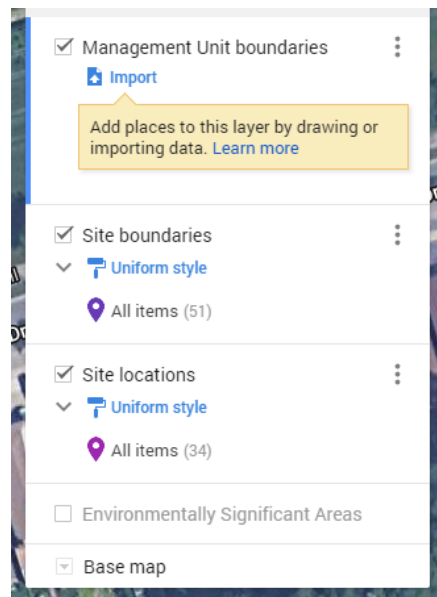 Management Unit boundaries
Import
Add places to this layer by drawing or
importing data. Learn more
Site boundaries
Uniform style
All items (51)
Site locations
Uniform style
All items (34)
Environmentally Significant Areas
Base map